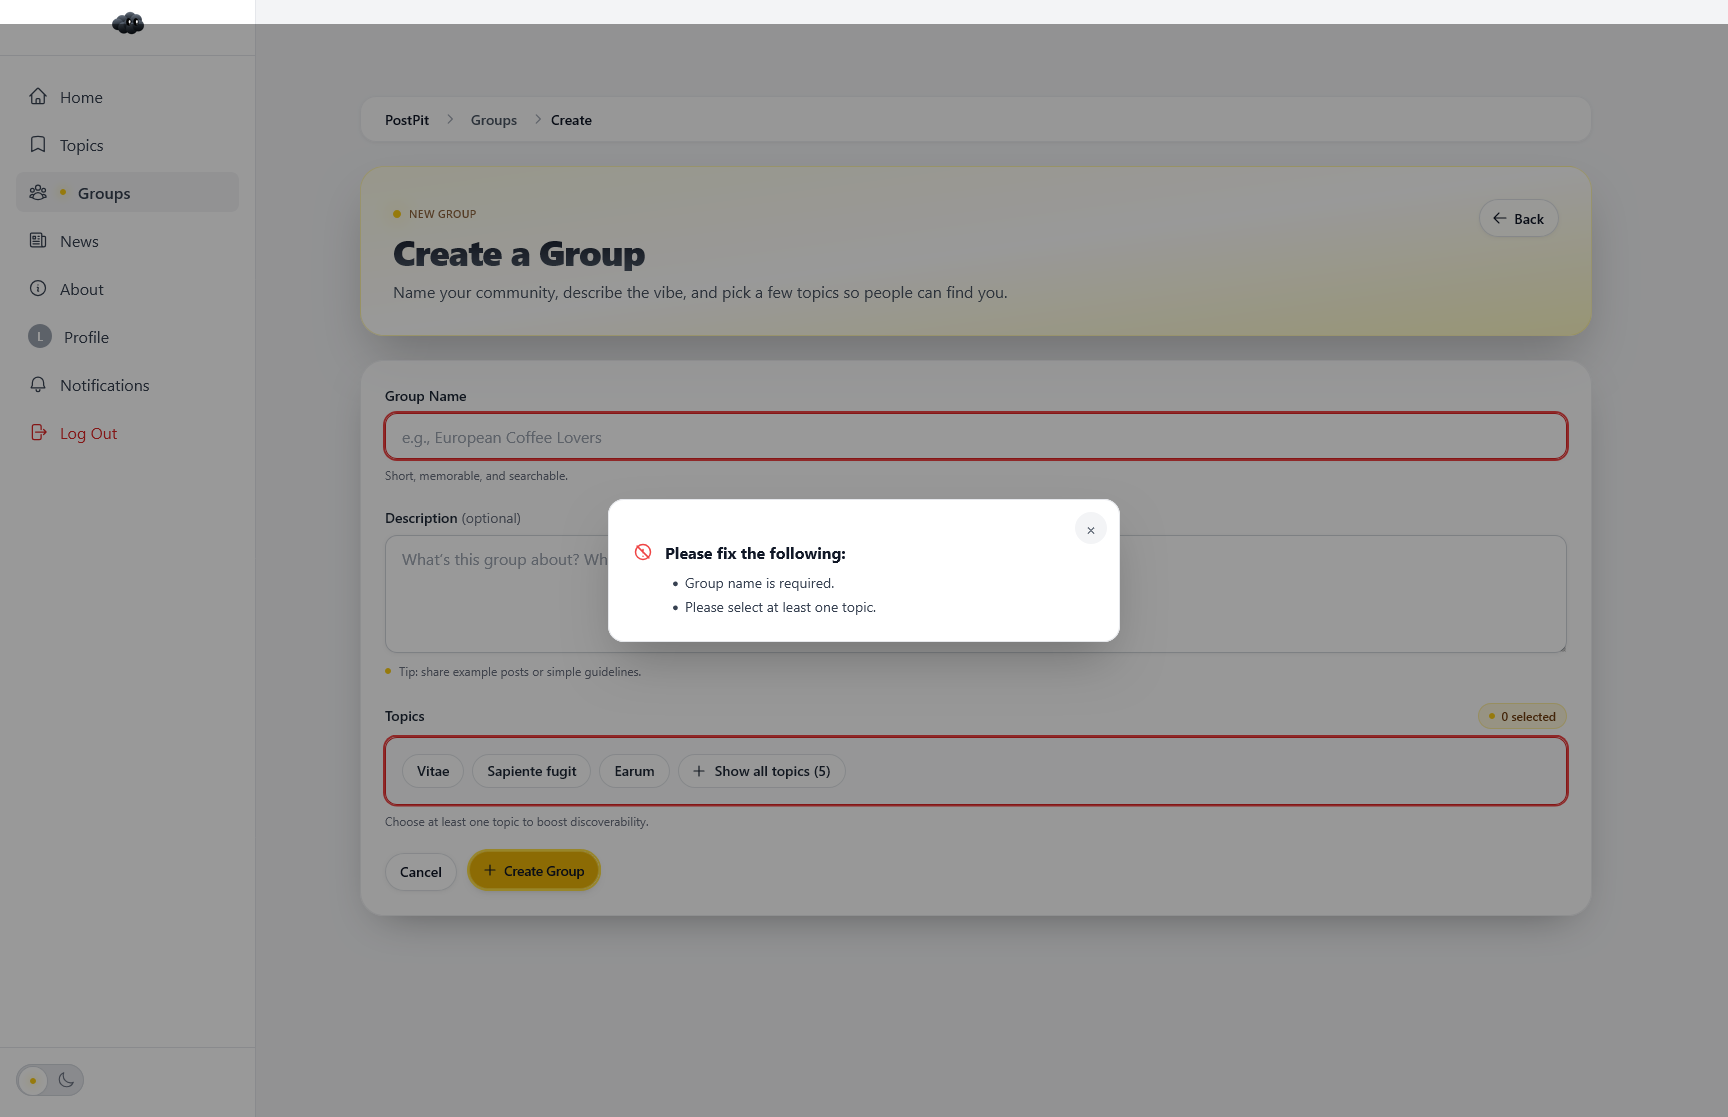 Home
Topics
Groups
News
About
L Profile
Notifications
Log Out
PostPit > Groups > Create
NEW GROUP
Back
Create a Group
Name your community, describe the vibe, and pick a few topics so people can find you.
Group Name
e.g., European Coffee Lovers
Short, memorable, and searchable.
Description (optional)
What's this group about? Wh
Please fix the following:
• Group name is required.
• Please select at least one topic.
Tip: share example posts or simple guidelines.
Topics
0 selected
Vitae
Sapiente fugit
Earum
+ Show all topics (5)
Choose at least one topic to boost discoverability.
Cancel
+ Create Group